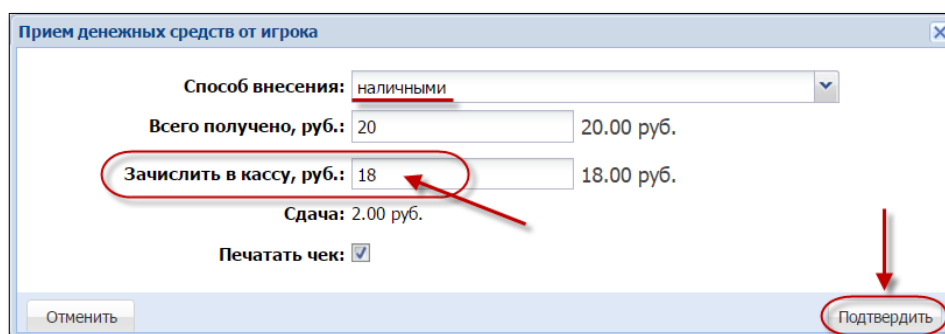 Прием денежных средств от игрока
Способ внесения: наличными
Всего получено, руб.: 20 20.00 руб.
Зачислить в кассу, руб.: 18 18.00 руб.
Сдача: 2.00 руб.
Печатать чек:
Отменить Подтвердить